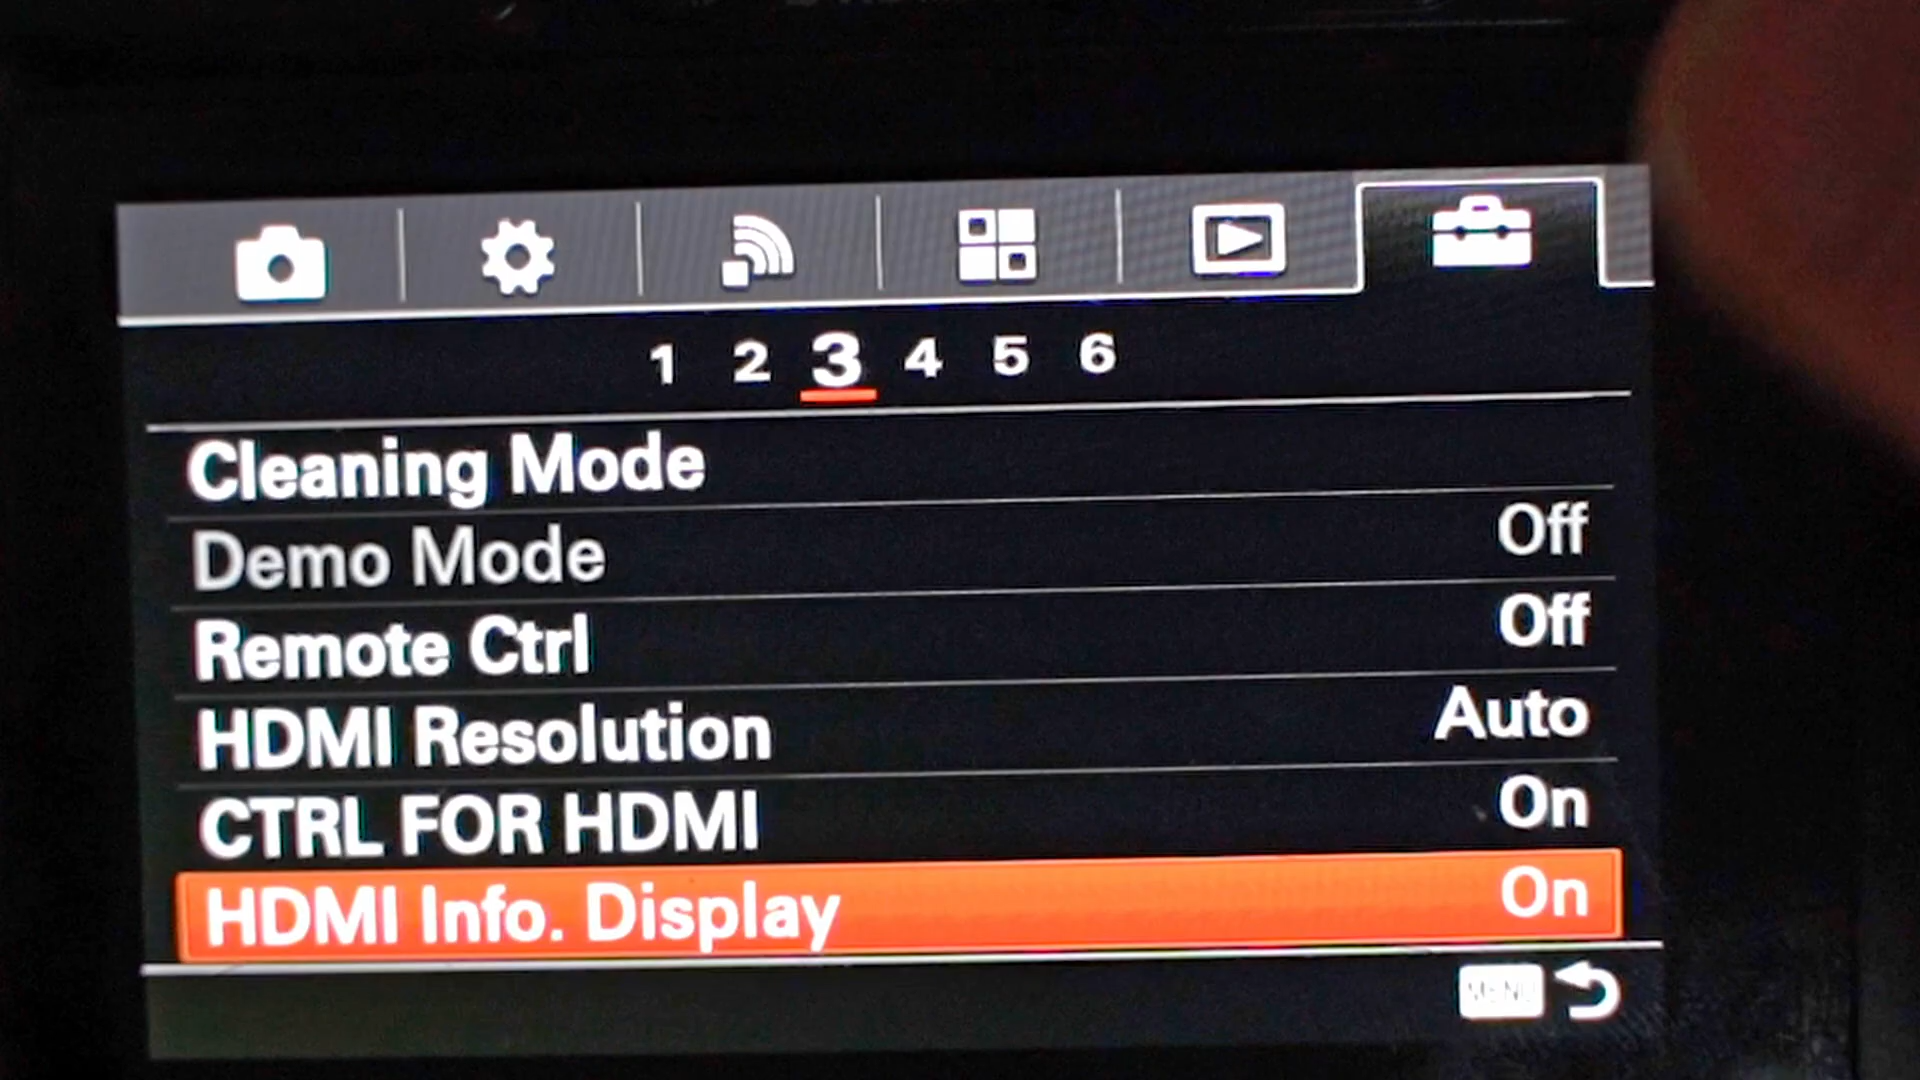 1 2 3 4 5 6
Cleaning Mode
Demo Mode Off
Remote Ctrl Off
HDMI Resolution Auto
CTRL FOR HDMI On
HDMI Info. Display On
MENU